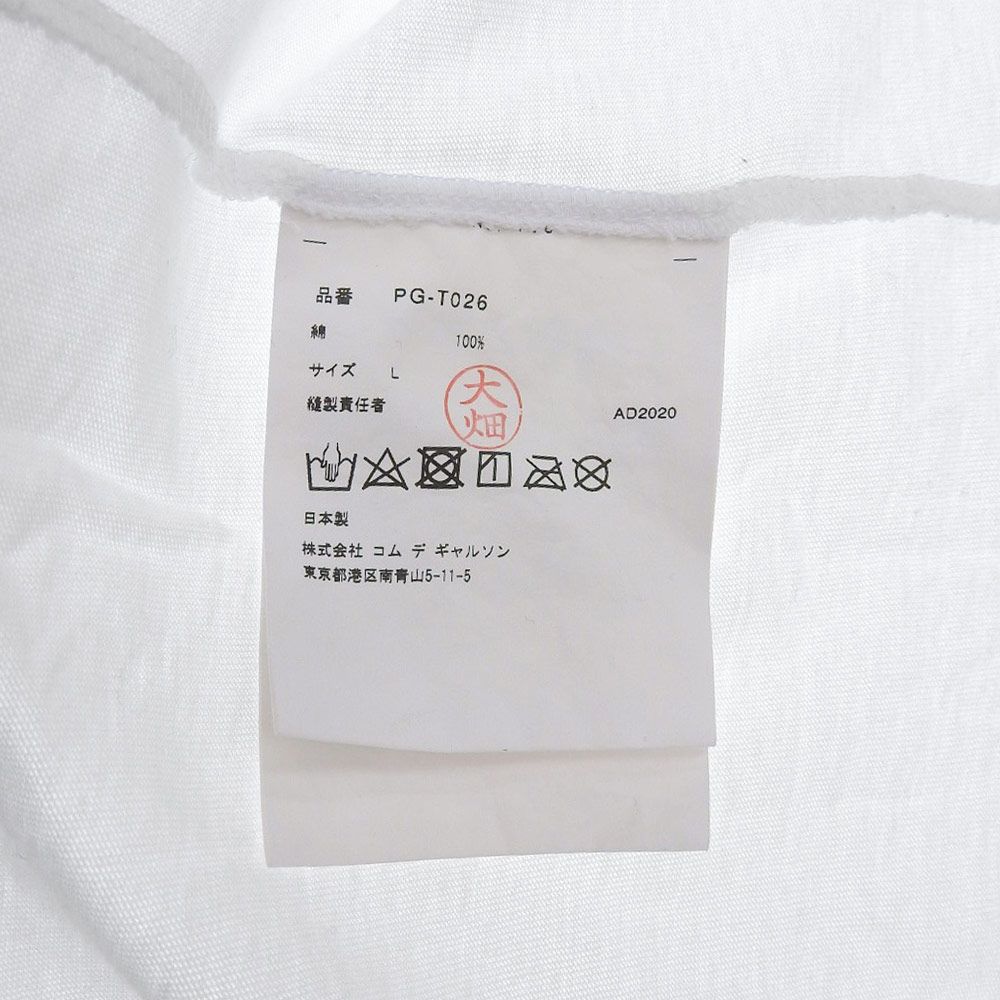 品番 PG-T026
綿 100%
サイズ L
縫製責任者 大畑 AD2020
日本製
株式会社 コム デ ギャルソン
東京都港区南青山5-11-5